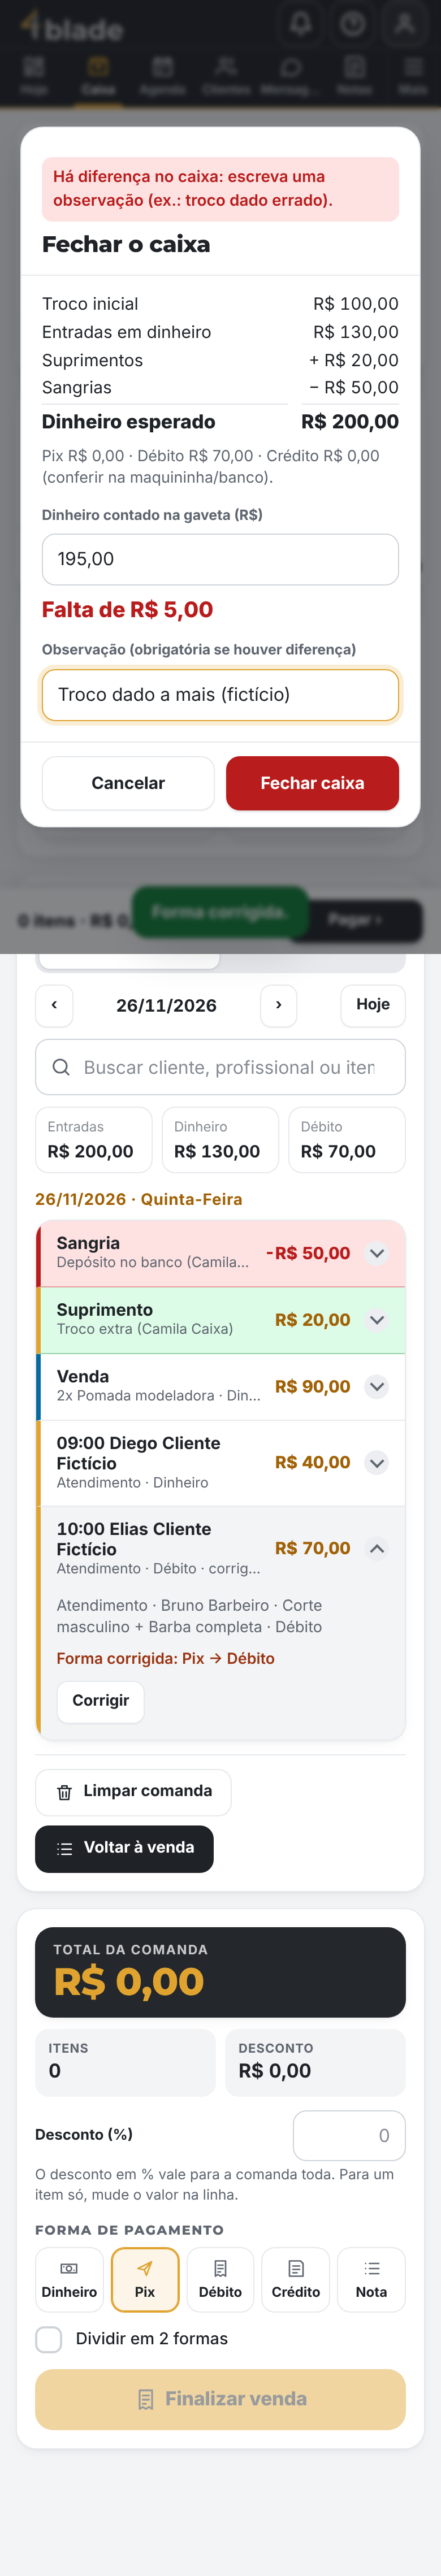 4blade
Hoje
Caixa
Agenda
Clientes
Mensag...
Notas
Mais
Há diferença no caixa: escreva uma
observação (ex.: troco dado errado).
Fechar o caixa
Troco inicial R$ 100,00
Entradas em dinheiro R$ 130,00
Suprimentos + R$ 20,00
Sangrias − R$ 50,00
Dinheiro esperado R$ 200,00
Pix R$ 0,00 · Débito R$ 70,00 · Crédito R$ 0,00
(conferir na maquininha/banco).
Dinheiro contado na gaveta (R$)
195,00
Falta de R$ 5,00
Observação (obrigatória se houver diferença)
Troco dado a mais (fictício)
Cancelar
Fechar caixa
0 itens · R$ 0,
Forma corrigida.
Pagar ›
‹
26/11/2026
›
Hoje
Buscar cliente, profissional ou iter
Entradas
R$ 200,00
Dinheiro
R$ 130,00
Débito
R$ 70,00
26/11/2026 · Quinta-Feira
Sangria
Depósito no banco (Camila...
-R$ 50,00
Suprimento
Troco extra (Camila Caixa)
R$ 20,00
Venda
2x Pomada modeladora · Din...
R$ 90,00
09:00 Diego Cliente
Fictício
Atendimento · Dinheiro
R$ 40,00
10:00 Elias Cliente
Fictício
Atendimento · Débito · corrig...
R$ 70,00
Atendimento · Bruno Barbeiro · Corte
masculino + Barba completa · Débito
Forma corrigida: Pix → Débito
Corrigir
Limpar comanda
Voltar à venda
TOTAL DA COMANDA
R$ 0,00
ITENS
0
DESCONTO
R$ 0,00
Desconto (%)
0
O desconto em % vale para a comanda toda. Para um
item só, mude o valor na linha.
FORMA DE PAGAMENTO
Dinheiro
Pix
Débito
Crédito
Nota
Dividir em 2 formas
Finalizar venda